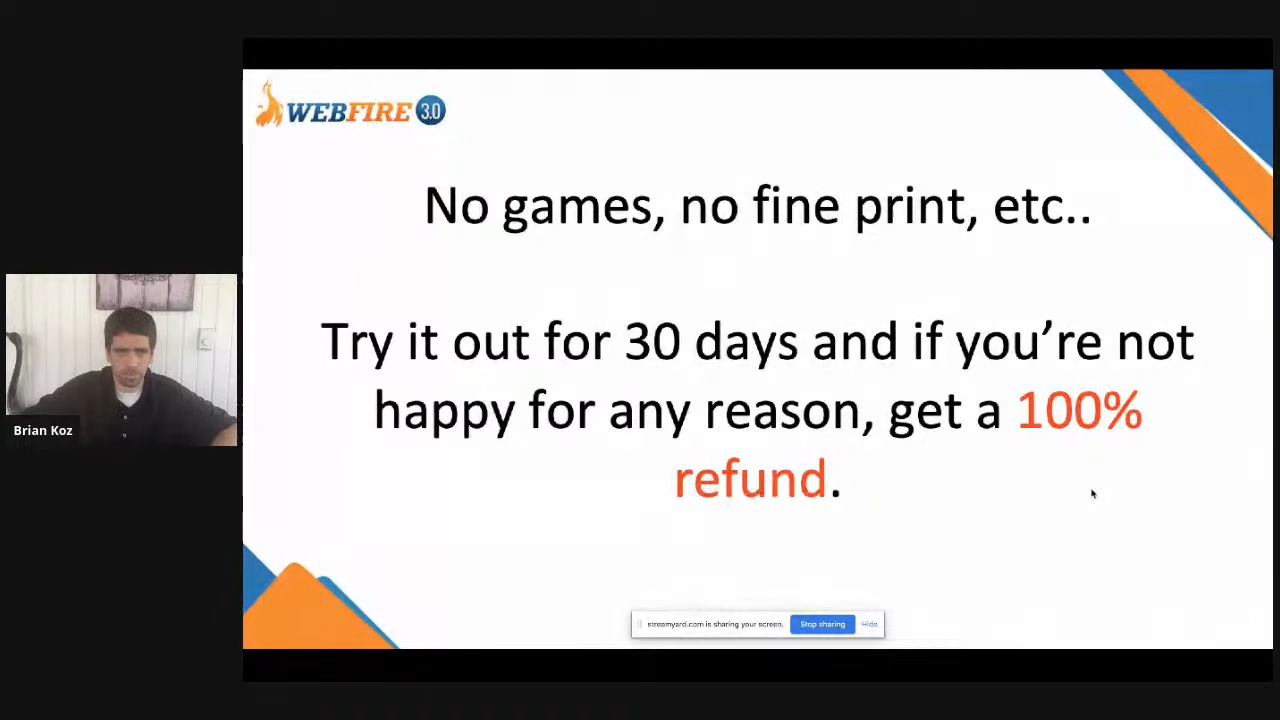 WEBFIRE 3.0
No games, no fine print, etc..
Try it out for 30 days and if you’re not
happy for any reason, get a 100%
refund.
Brian Koz
streamyard.com is sharing your screen. Stop sharing Hide